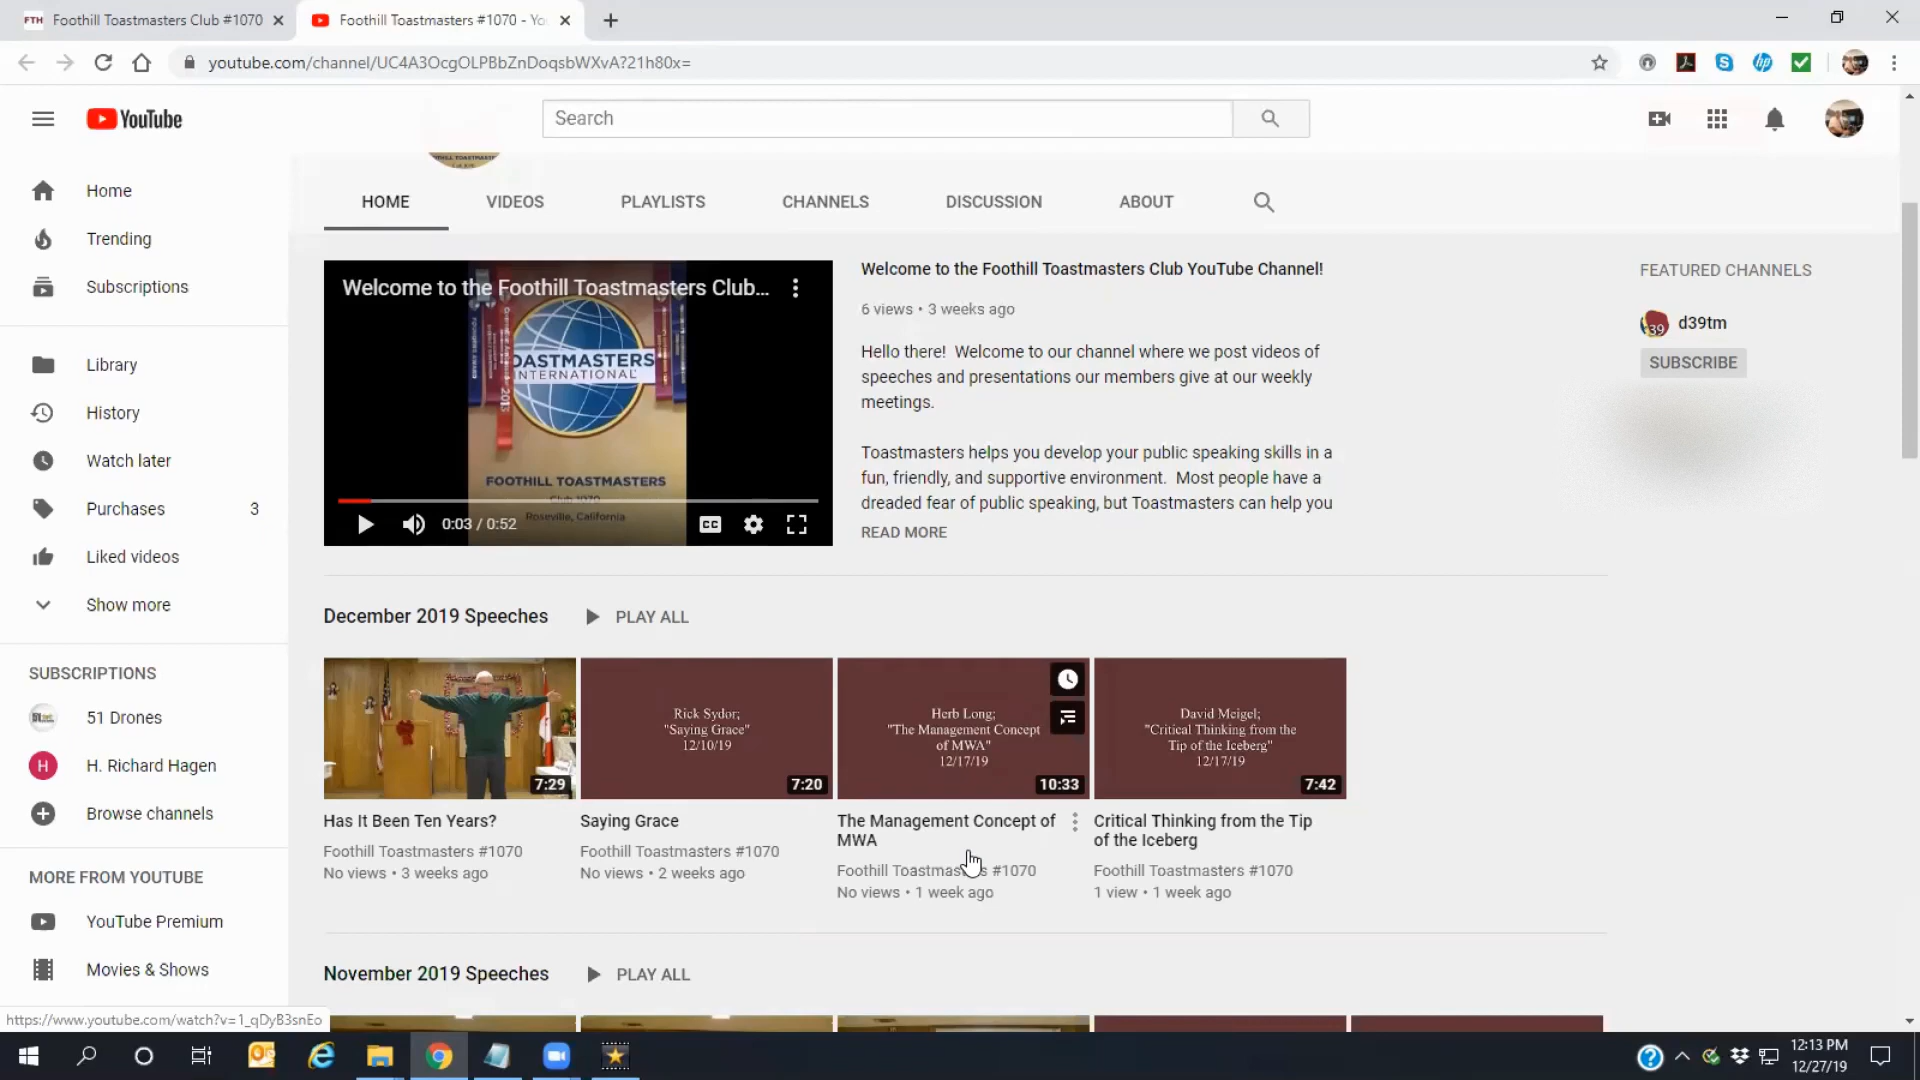 FTH Foothill Toastmasters Club #1070
Foothill Toastmasters #1070 - Yo
youtube.com/channel/UC4A3OcgOLPBbZnDoqsbWXvA?21h80x=
YouTube
Search
Home
Trending
Subscriptions
Library
History
Watch later
Purchases 3
Liked videos
Show more
SUBSCRIPTIONS
51 Drones
H H. Richard Hagen
Browse channels
MORE FROM YOUTUBE
YouTube Premium
Movies & Shows
https://www.youtube.com/watch?v=1_qDyB3snEo
HOME VIDEOS PLAYLISTS CHANNELS DISCUSSION ABOUT
Welcome to the Foothill Toastmasters Club...
OASTMASTERS
INTERNATIONAL
2013
FOOTHILL TOASTMASTERS
Club 1070
Roseville, California
0:03 / 0:52
CC
Welcome to the Foothill Toastmasters Club YouTube Channel!
6 views • 3 weeks ago
Hello there! Welcome to our channel where we post videos of
speeches and presentations our members give at our weekly
meetings.
Toastmasters helps you develop your public speaking skills in a
fun, friendly, and supportive environment. Most people have a
dreaded fear of public speaking, but Toastmasters can help you
READ MORE
FEATURED CHANNELS
39 d39tm
SUBSCRIBE
December 2019 Speeches PLAY ALL
7:29
Has It Been Ten Years?
Foothill Toastmasters #1070
No views • 3 weeks ago
Rick Sydor;
"Saying Grace"
12/10/19
7:20
Saying Grace
Foothill Toastmasters #1070
No views • 2 weeks ago
Herb Long;
"The Management Concept
of MWA"
12/17/19
10:33
The Management Concept of
MWA
Foothill Toastmasters #1070
No views • 1 week ago
David Meigel;
"Critical Thinking from the
Tip of the Iceberg"
12/17/19
7:42
Critical Thinking from the Tip
of the Iceberg
Foothill Toastmasters #1070
1 view • 1 week ago
November 2019 Speeches PLAY ALL
12:13 PM
12/27/19